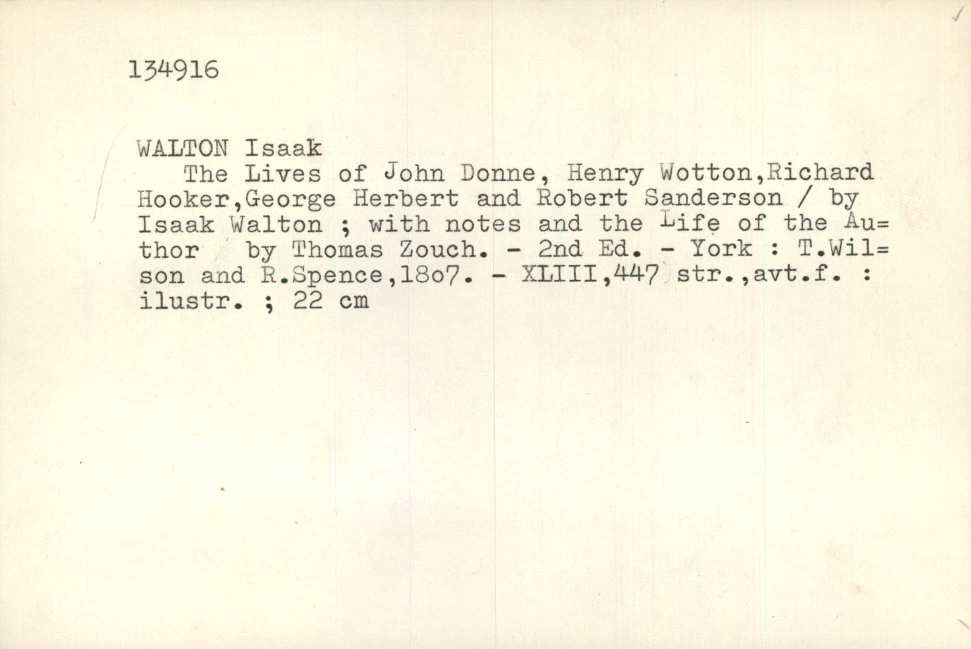 134916
WALTON Isaak
The Lives of John Donne, Henry Wotton,Richard
Hooker,George Herbert and Robert Sanderson / by
Isaak Walton ; with notes and the Life of the Au=
thor by Thomas Zouch. - 2nd Ed. - York : T.Wil=
son and R.Spence,18o7. - XLIII,447 str.,avt.f. :
ilustr. ; 22 cm